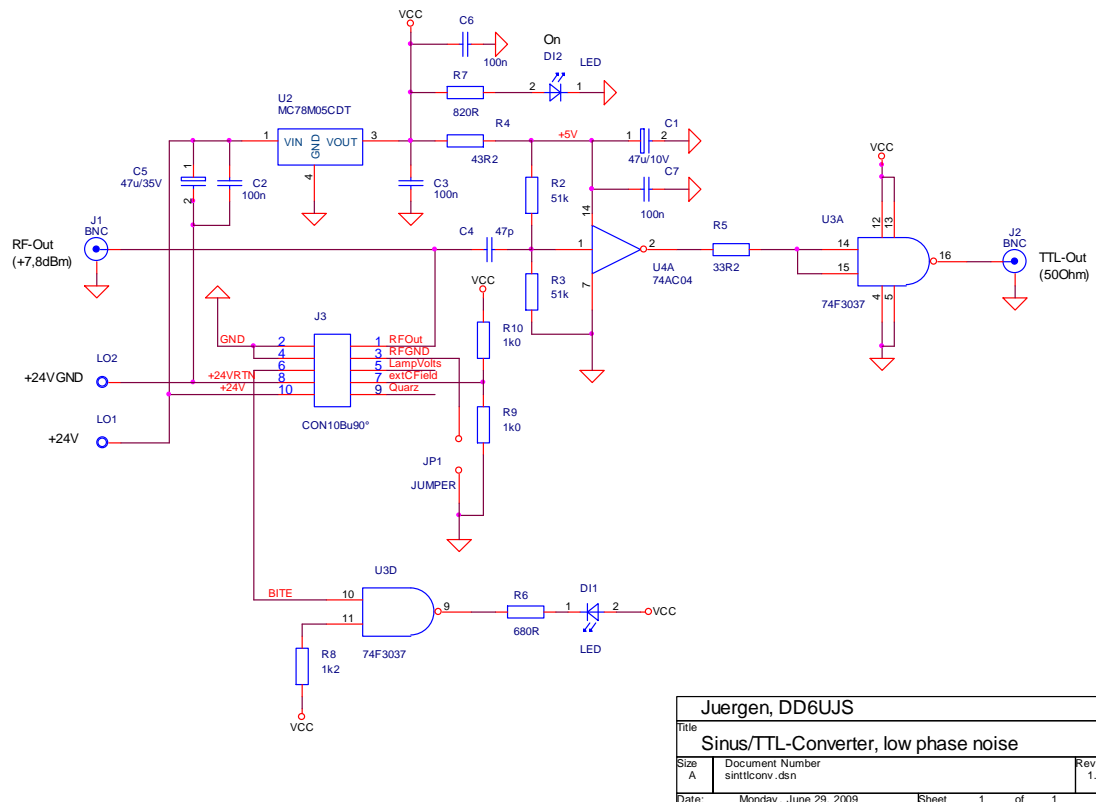 VCC
C6
100n
On
DI2
LED
R7
2
1
820R
U2
MC78M05CDT
R4
+5V
1
2
C1
43R2
47u/10V
1
VIN
VOUT
3
GND
4
C5
47u/35V
1
2
C2
100n
C3
100n
R2
51k
C7
100n
VCC
J1
BNC
RF-Out
(+7,8dBm)
C4
47p
14
1
2
U4A
74AC04
7
R5
33R2
U3A
12
13
14
15
16
4
5
74F3037
J2
BNC
TTL-Out
(50Ohm)
R3
51k
VCC
J3
R10
1k0
GND
2
1
RFOut
4
3
RFGND
6
5
LampVolts
+24VRTN
8
7
extCField
+24V
10
9
Quarz
CON10Bu90°
LO2
+24VGND
LO1
+24V
R9
1k0
JP1
JUMPER
U3D
BITE
10
11
9
74F3037
R6
680R
DI1
1
2
VCC
LED
R8
1k2
VCC
Juergen, DD6UJS
Title
Sinus/TTL-Converter, low phase noise
Size
A
Document Number
sinttlconv.dsn
Rev
1.
Date:
Monday, June 29, 2009
Sheet
1
of
1